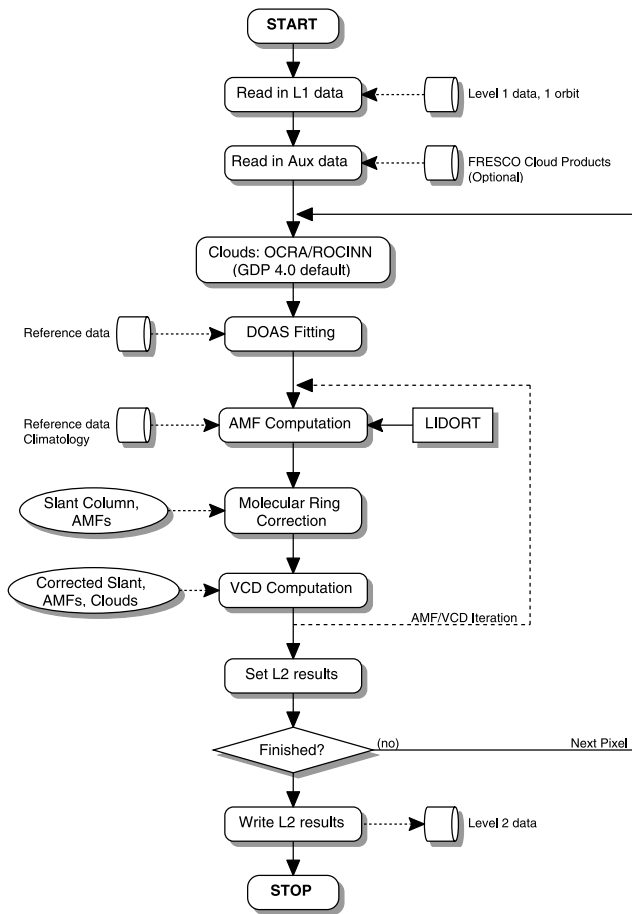 START
Read in L1 data
Level 1 data, 1 orbit
Read in Aux data
FRESCO Cloud Products
(Optional)
Clouds: OCRA/ROCINN
(GDP 4.0 default)
Reference data
DOAS Fitting
Reference data
Climatology
AMF Computation
LIDORT
Slant Column,
AMFs
Molecular Ring
Correction
Corrected Slant,
AMFs, Clouds
VCD Computation
AMF/VCD Iteration
Set L2 results
Finished?
(no)
Next Pixel
Write L2 results
Level 2 data
STOP